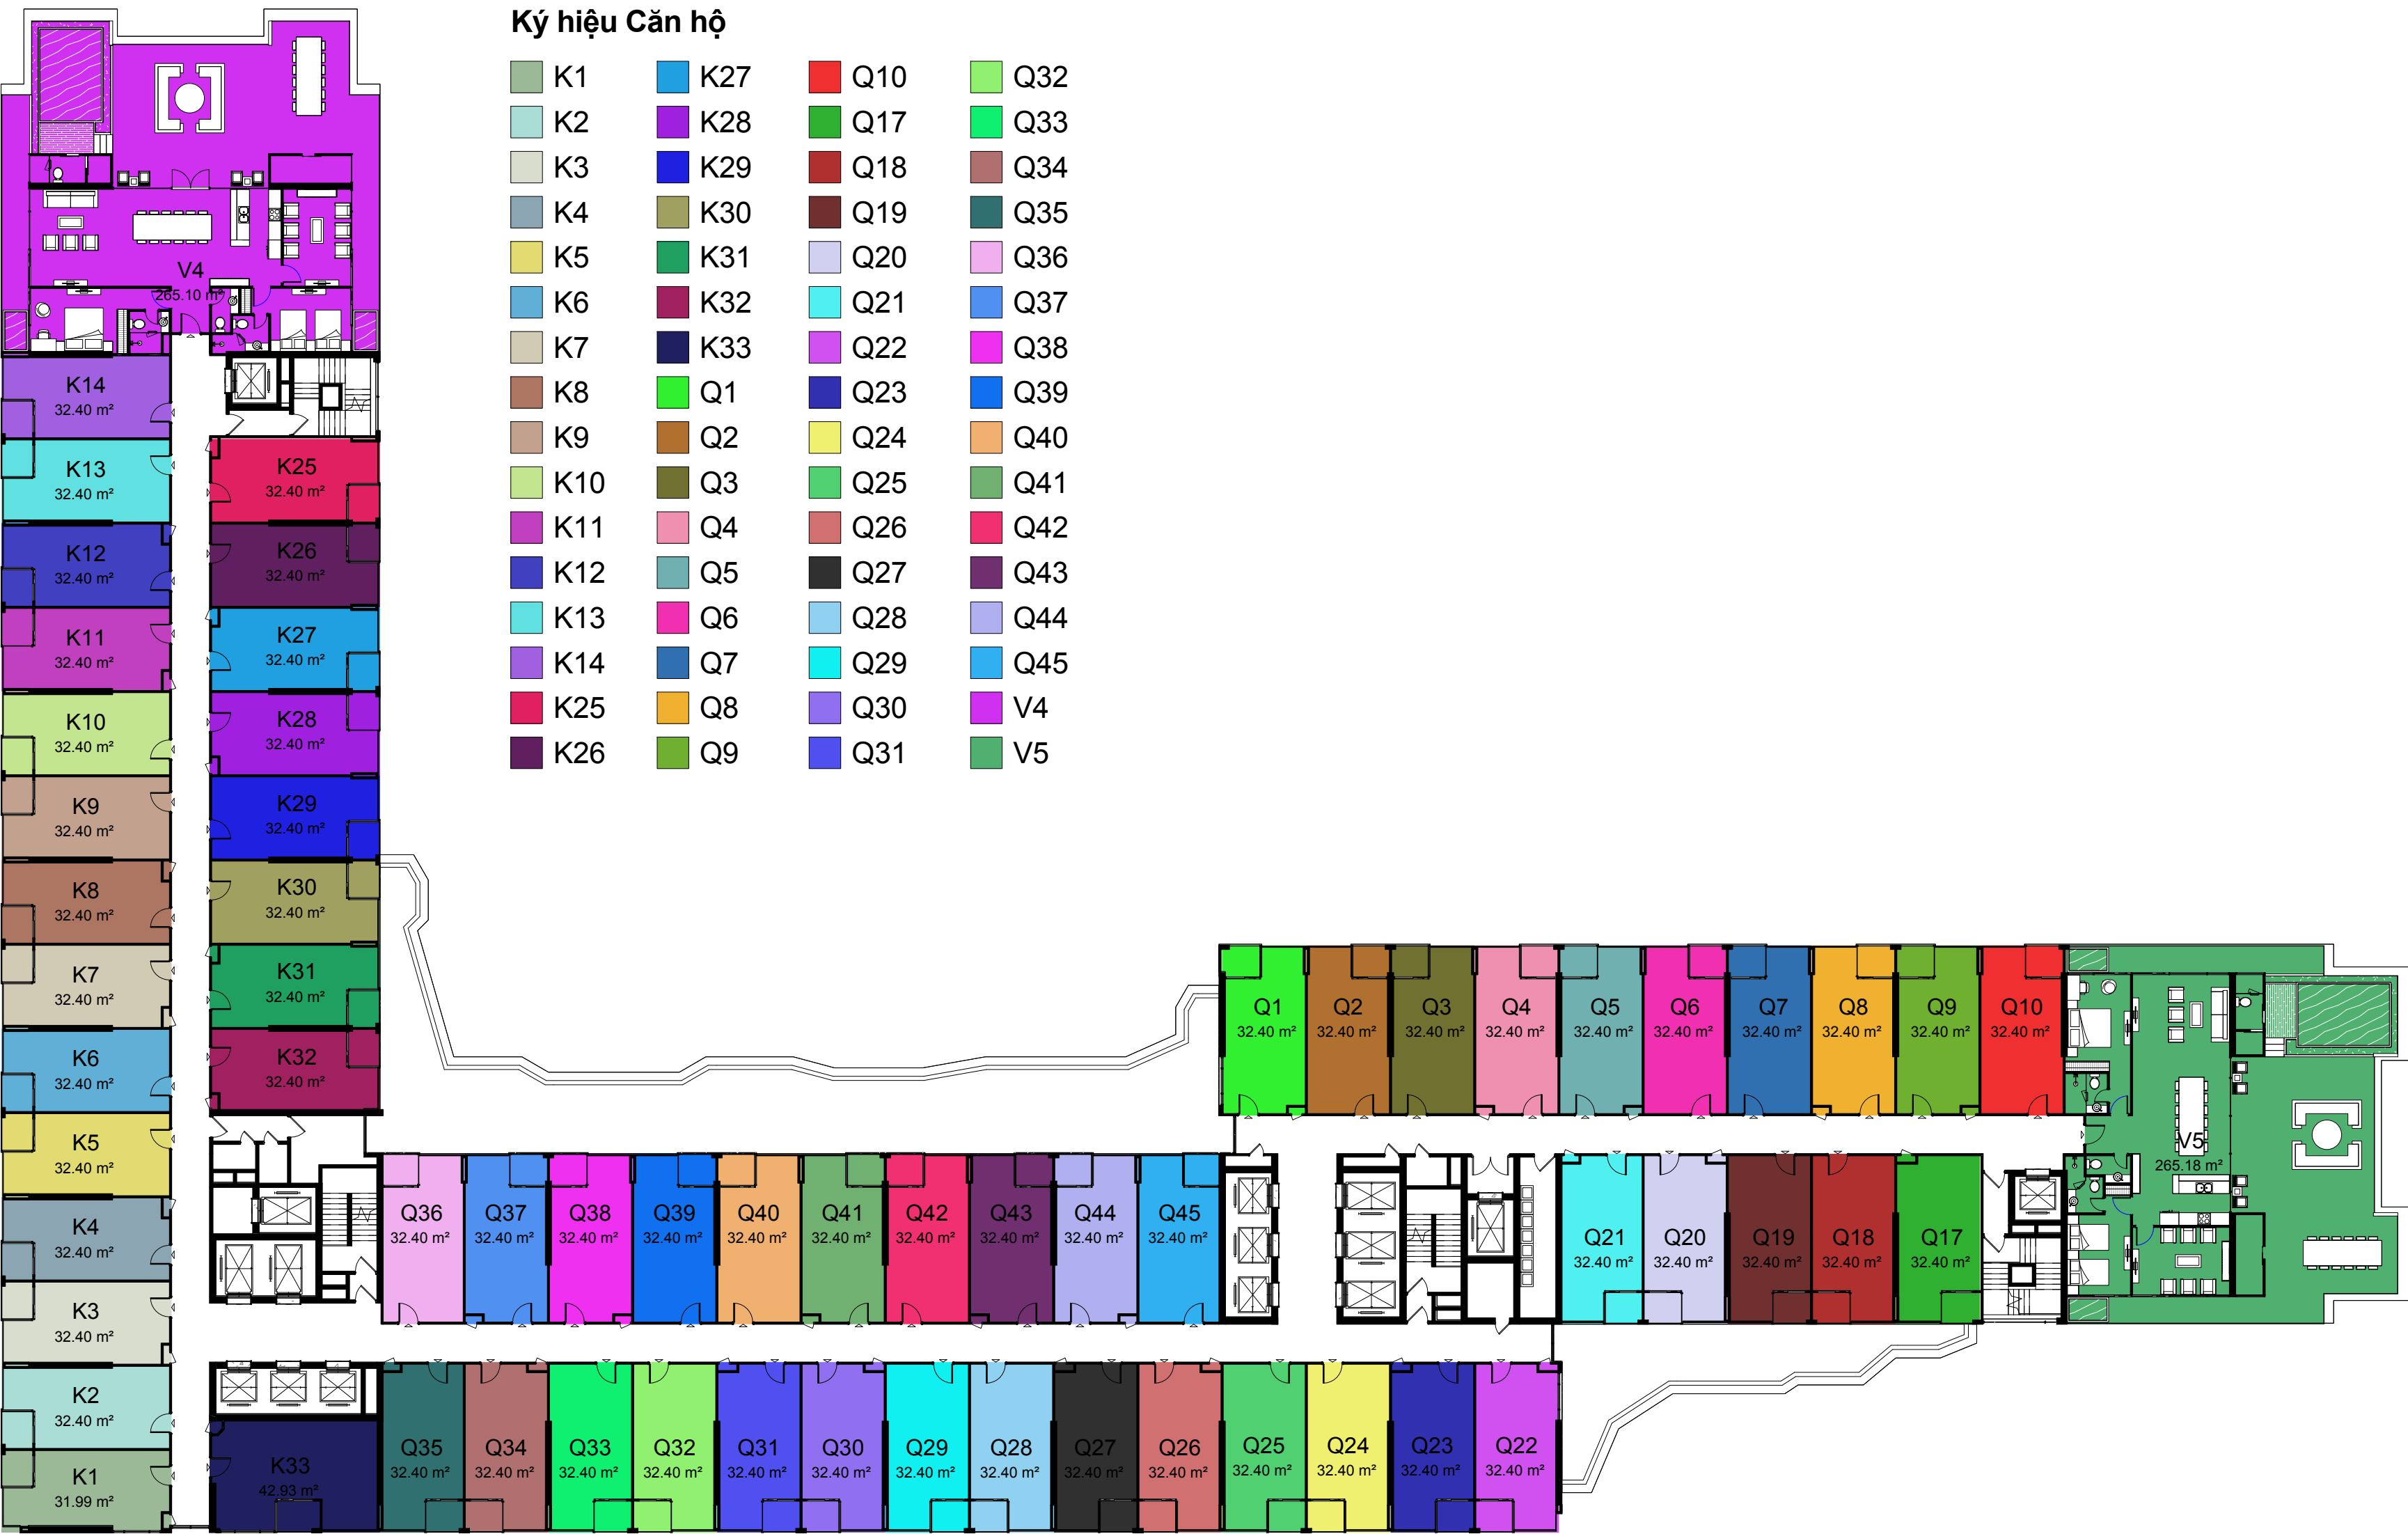 Ký hiệu Căn hộ
K1
K2
K3
K4
K5
K6
K7
K8
K9
K10
K11
K12
K13
K14
K25
K26
K27
K28
K29
K30
K31
K32
K33
Q1
Q2
Q3
Q4
Q5
Q6
Q7
Q8
Q9
Q10
Q17
Q18
Q19
Q20
Q21
Q22
Q23
Q24
Q25
Q26
Q27
Q28
Q29
Q30
Q31
Q32
Q33
Q34
Q35
Q36
Q37
Q38
Q39
Q40
Q41
Q42
Q43
Q44
Q45
V4
V5
V4
265.10 m²
K14
32.40 m²
K13
32.40 m²
K12
32.40 m²
K11
32.40 m²
K10
32.40 m²
K9
32.40 m²
K8
32.40 m²
K7
32.40 m²
K6
32.40 m²
K5
32.40 m²
K4
32.40 m²
K3
32.40 m²
K2
32.40 m²
K1
31.99 m²
K25
32.40 m²
K26
32.40 m²
K27
32.40 m²
K28
32.40 m²
K29
32.40 m²
K30
32.40 m²
K31
32.40 m²
K32
32.40 m²
K33
42.93 m²
Q1
32.40 m²
Q2
32.40 m²
Q3
32.40 m²
Q4
32.40 m²
Q5
32.40 m²
Q6
32.40 m²
Q7
32.40 m²
Q8
32.40 m²
Q9
32.40 m²
Q10
32.40 m²
V5
265.18 m²
Q36
32.40 m²
Q37
32.40 m²
Q38
32.40 m²
Q39
32.40 m²
Q40
32.40 m²
Q41
32.40 m²
Q42
32.40 m²
Q43
32.40 m²
Q44
32.40 m²
Q45
32.40 m²
Q21
32.40 m²
Q20
32.40 m²
Q19
32.40 m²
Q18
32.40 m²
Q17
32.40 m²
Q35
32.40 m²
Q34
32.40 m²
Q33
32.40 m²
Q32
32.40 m²
Q31
32.40 m²
Q30
32.40 m²
Q29
32.40 m²
Q28
32.40 m²
Q27
32.40 m²
Q26
32.40 m²
Q25
32.40 m²
Q24
32.40 m²
Q23
32.40 m²
Q22
32.40 m²